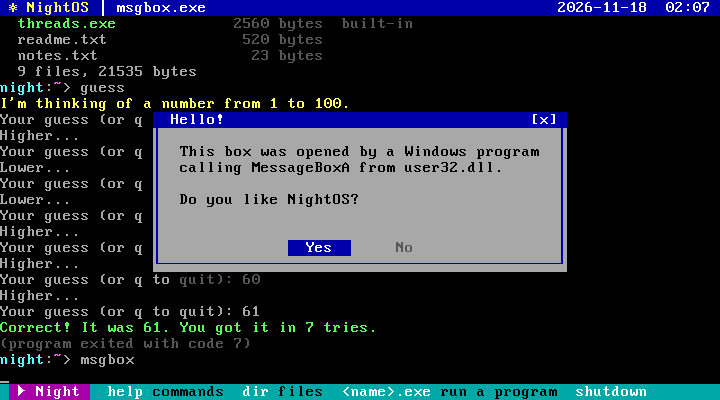 * NightOS | msgbox.exe 2026-11-18 02:07
threads.exe 2560 bytes built-in
readme.txt 520 bytes
notes.txt 23 bytes
9 files, 21535 bytes
night:~> guess
I'm thinking of a number from 1 to 100.
Your guess (or q
Higher...
Your guess (or q
Lower...
Your guess (or q
Lower...
Your guess (or q
Higher...
Your guess (or q
Higher...
Your guess (or q to quit): 60
Higher...
Your guess (or q to quit): 61
Correct! It was 61. You got it in 7 tries.
(program exited with code 7)
night:~> msgbox
Hello! [x]
This box was opened by a Windows program
calling MessageBoxA from user32.dll.
Do you like NightOS?
Yes No
Night help commands dir files <name>.exe run a program shutdown